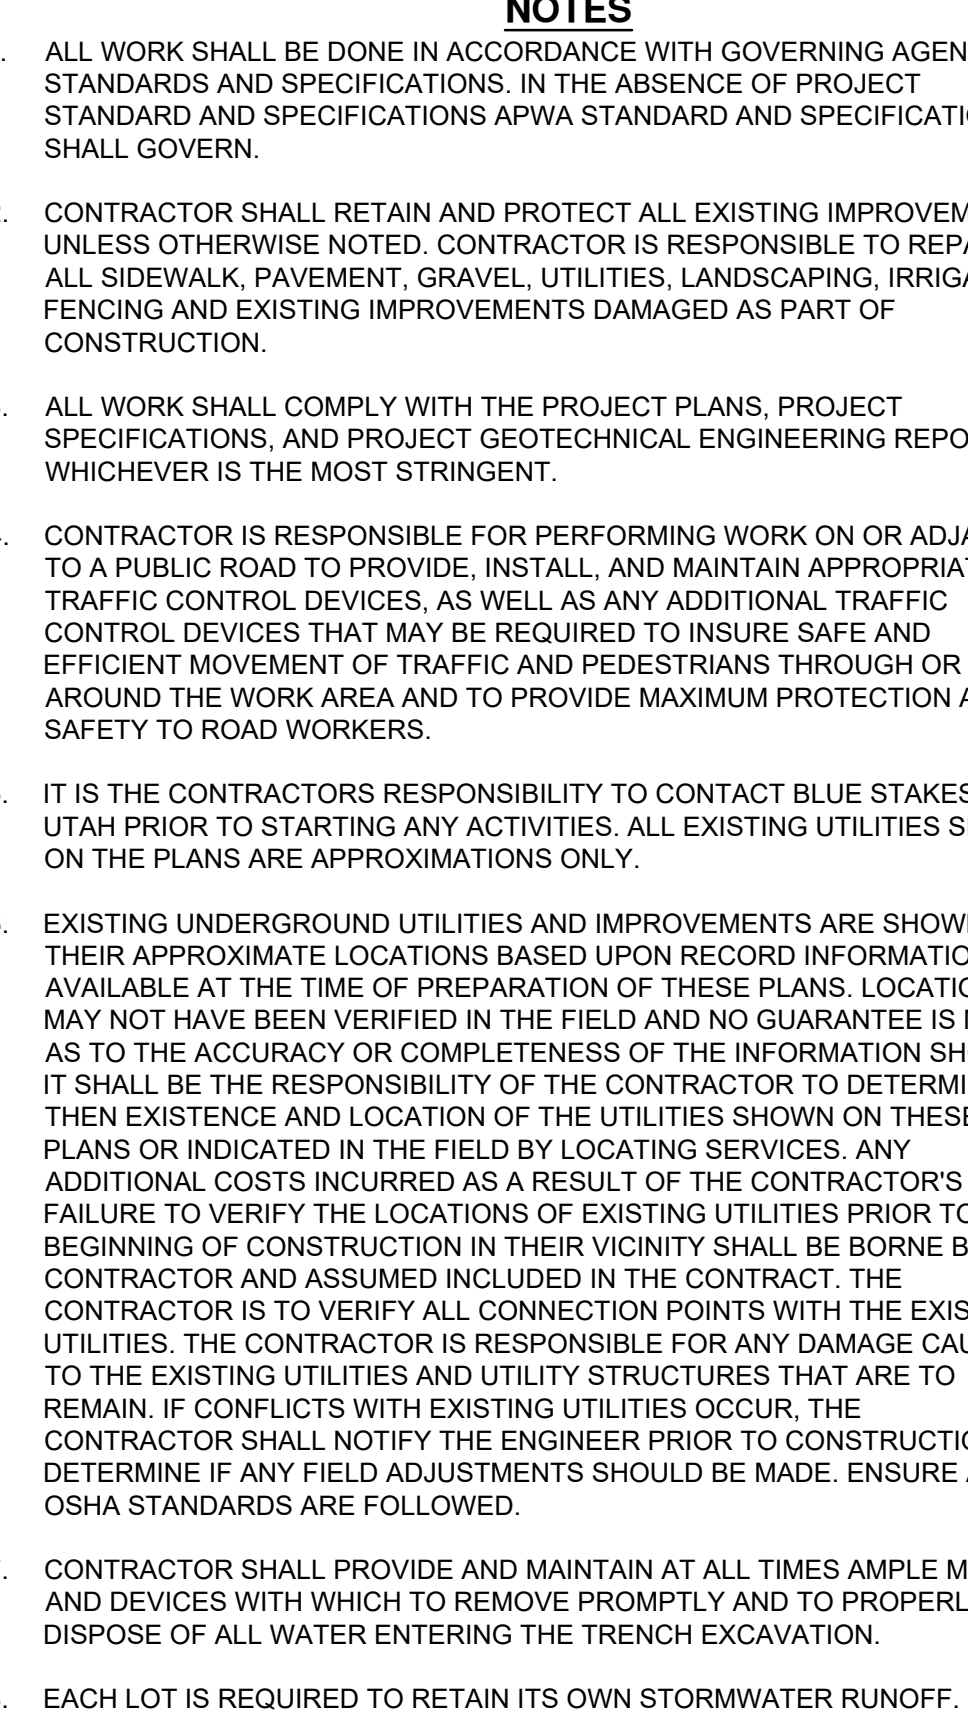 NOTES
. ALL WORK SHALL BE DONE IN ACCORDANCE WITH GOVERNING
STANDARDS AND SPECIFICATIONS. IN THE ABSENCE OF PROJECT
STANDARD AND SPECIFICATIONS APWA STANDARD AND
SHALL GOVERN.
. CONTRACTOR SHALL RETAIN AND PROTECT ALL EXISTING
UNLESS OTHERWISE NOTED. CONTRACTOR IS RESPONSIBLE TO
ALL SIDEWALK, PAVEMENT, GRAVEL, UTILITIES, LANDSCAPING,
FENCING AND EXISTING IMPROVEMENTS DAMAGED AS PART OF
CONSTRUCTION.
. ALL WORK SHALL COMPLY WITH THE PROJECT PLANS, PROJECT
SPECIFICATIONS, AND PROJECT GEOTECHNICAL ENGINEERING
WHICHEVER IS THE MOST STRINGENT.
. CONTRACTOR IS RESPONSIBLE FOR PERFORMING WORK ON OR
TO A PUBLIC ROAD TO PROVIDE, INSTALL, AND MAINTAIN
TRAFFIC CONTROL DEVICES, AS WELL AS ANY ADDITIONAL TRAFFIC
CONTROL DEVICES THAT MAY BE REQUIRED TO INSURE SAFE AND
EFFICIENT MOVEMENT OF TRAFFIC AND PEDESTRIANS THROUGH OR
AROUND THE WORK AREA AND TO PROVIDE MAXIMUM PROTECTION
SAFETY TO ROAD WORKERS.
. IT IS THE CONTRACTORS RESPONSIBILITY TO CONTACT BLUE STAKES
UTAH PRIOR TO STARTING ANY ACTIVITIES. ALL EXISTING UTILITIES
ON THE PLANS ARE APPROXIMATIONS ONLY.
. EXISTING UNDERGROUND UTILITIES AND IMPROVEMENTS ARE
THEIR APPROXIMATE LOCATIONS BASED UPON RECORD
AVAILABLE AT THE TIME OF PREPARATION OF THESE PLANS.
MAY NOT HAVE BEEN VERIFIED IN THE FIELD AND NO GUARANTEE IS
AS TO THE ACCURACY OR COMPLETENESS OF THE INFORMATION
IT SHALL BE THE RESPONSIBILITY OF THE CONTRACTOR TO
THEN EXISTENCE AND LOCATION OF THE UTILITIES SHOWN ON THESE
PLANS OR INDICATED IN THE FIELD BY LOCATING SERVICES. ANY
ADDITIONAL COSTS INCURRED AS A RESULT OF THE CONTRACTOR'S
FAILURE TO VERIFY THE LOCATIONS OF EXISTING UTILITIES PRIOR TO
BEGINNING OF CONSTRUCTION IN THEIR VICINITY SHALL BE BORNE
CONTRACTOR AND ASSUMED INCLUDED IN THE CONTRACT. THE
CONTRACTOR IS TO VERIFY ALL CONNECTION POINTS WITH THE
UTILITIES. THE CONTRACTOR IS RESPONSIBLE FOR ANY DAMAGE
TO THE EXISTING UTILITIES AND UTILITY STRUCTURES THAT ARE TO
REMAIN. IF CONFLICTS WITH EXISTING UTILITIES OCCUR, THE
CONTRACTOR SHALL NOTIFY THE ENGINEER PRIOR TO
DETERMINE IF ANY FIELD ADJUSTMENTS SHOULD BE MADE. ENSURE
OSHA STANDARDS ARE FOLLOWED.
. CONTRACTOR SHALL PROVIDE AND MAINTAIN AT ALL TIMES AMPLE
AND DEVICES WITH WHICH TO REMOVE PROMPTLY AND TO
DISPOSE OF ALL WATER ENTERING THE TRENCH EXCAVATION.
. EACH LOT IS REQUIRED TO RETAIN ITS OWN STORMWATER RUNOFF.